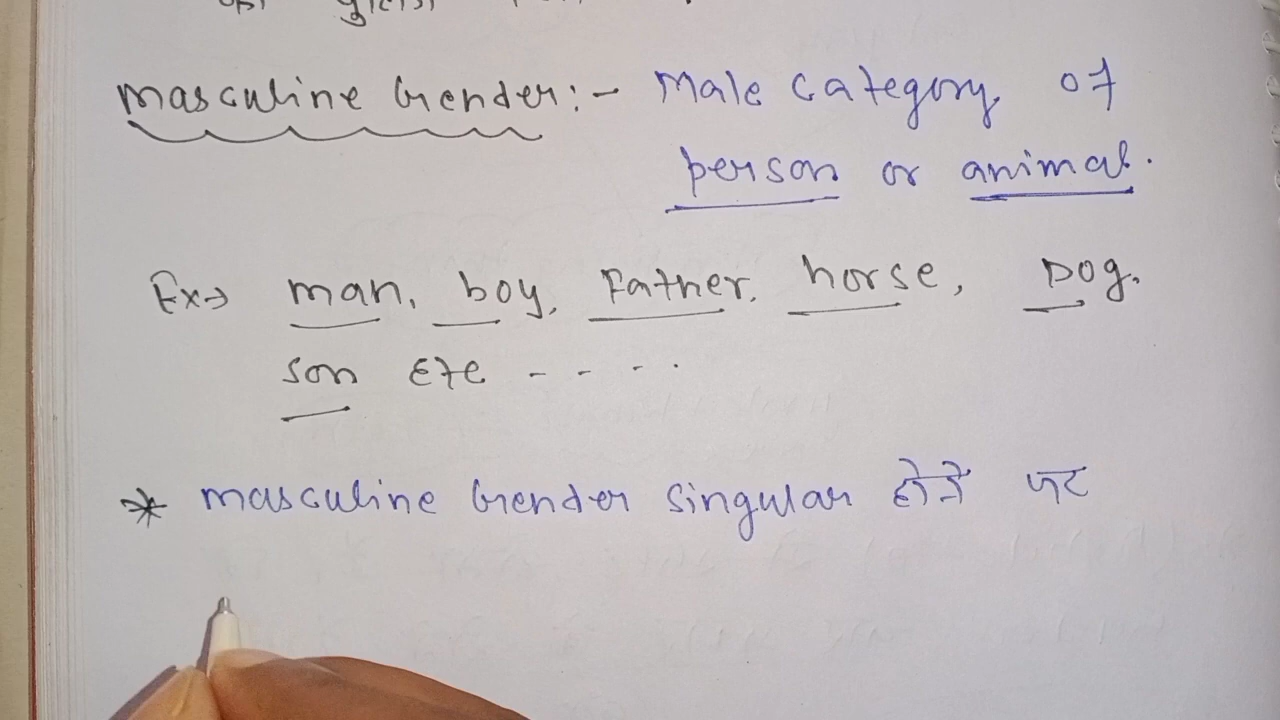 का
masculine Gender:- Male category of
person or animal.
Ex→ man, boy, Father, horse, Dog,
son Etc - - - .
* masculine Gender singular होने पर